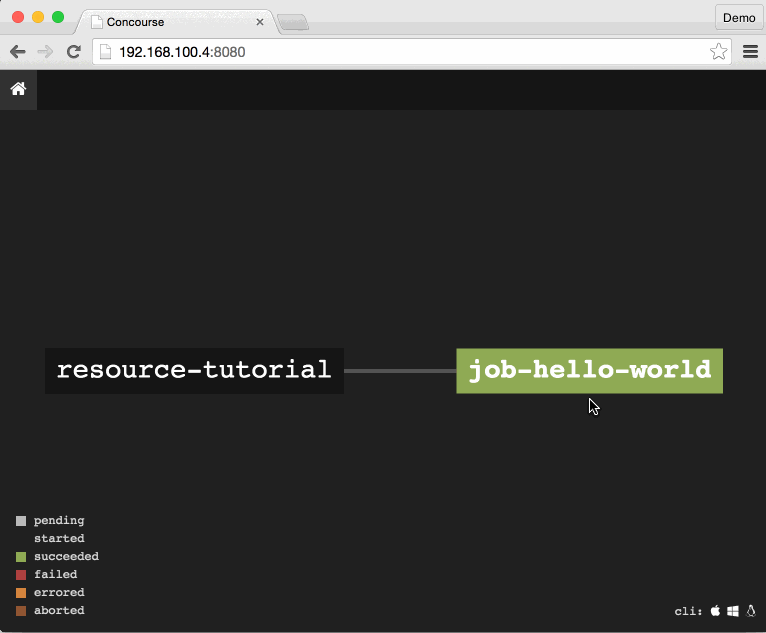 Concourse
Demo
192.168.100.4:8080
resource-tutorial
job-hello-world
pending
started
succeeded
failed
errored
aborted
cli: